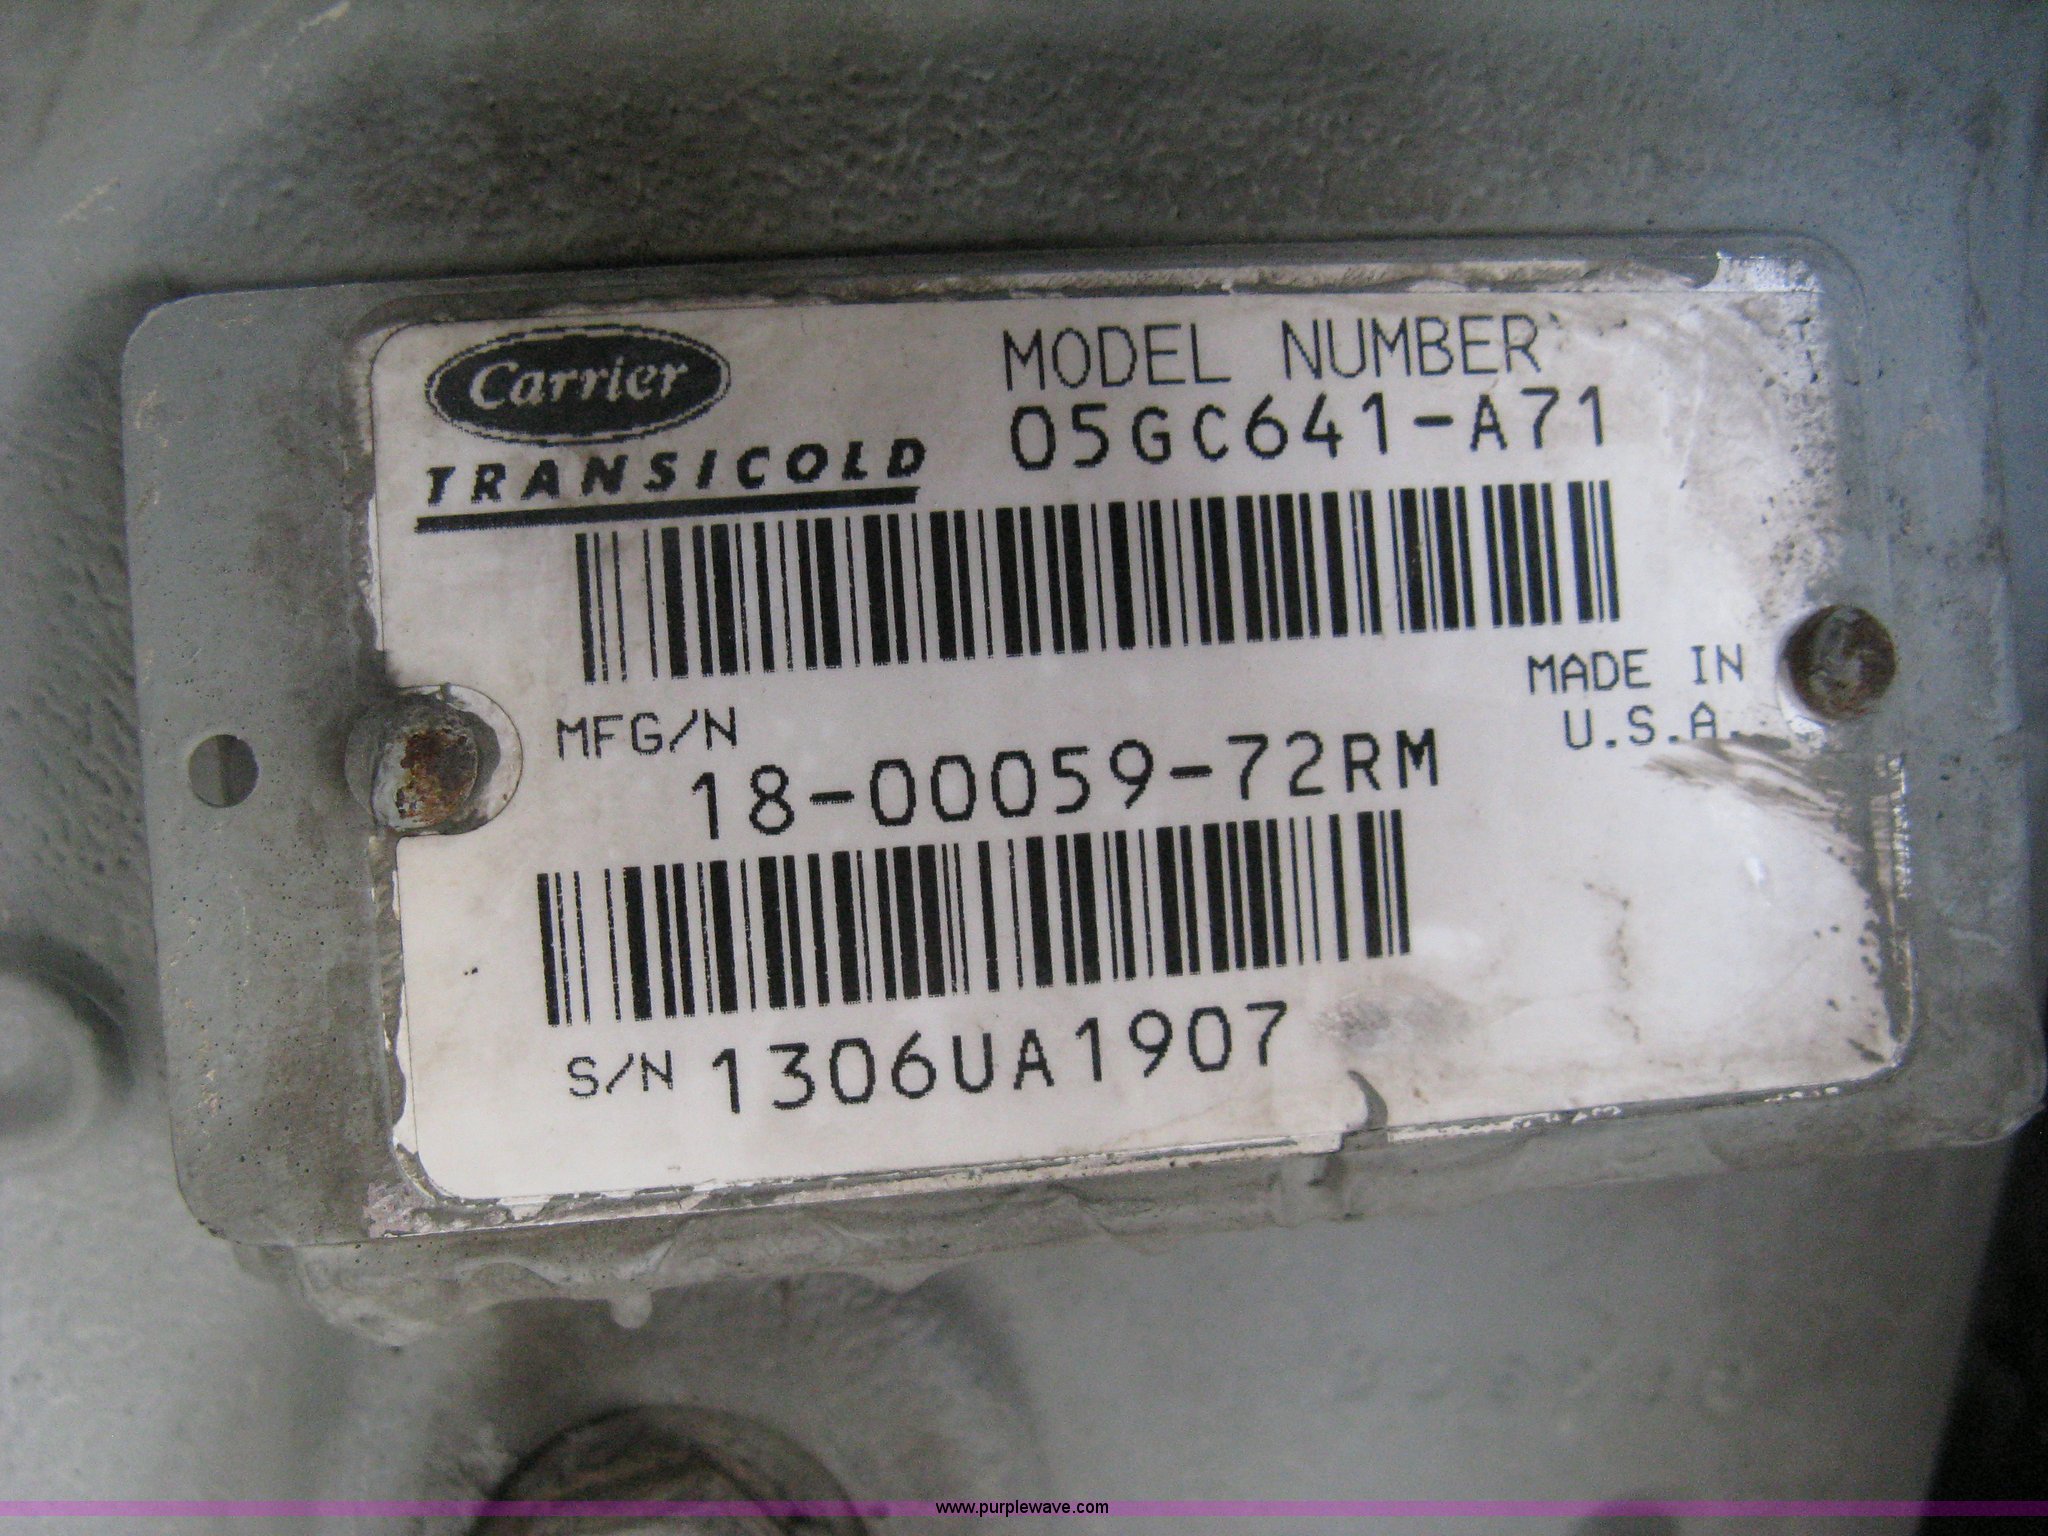 Carrier
TRANSICOLD
MODEL NUMBER
05GC641-A71
MADE IN
U.S.A.
MFG/N
18-00059-72RM
S/N 1306UA1907
www.purplewave.com